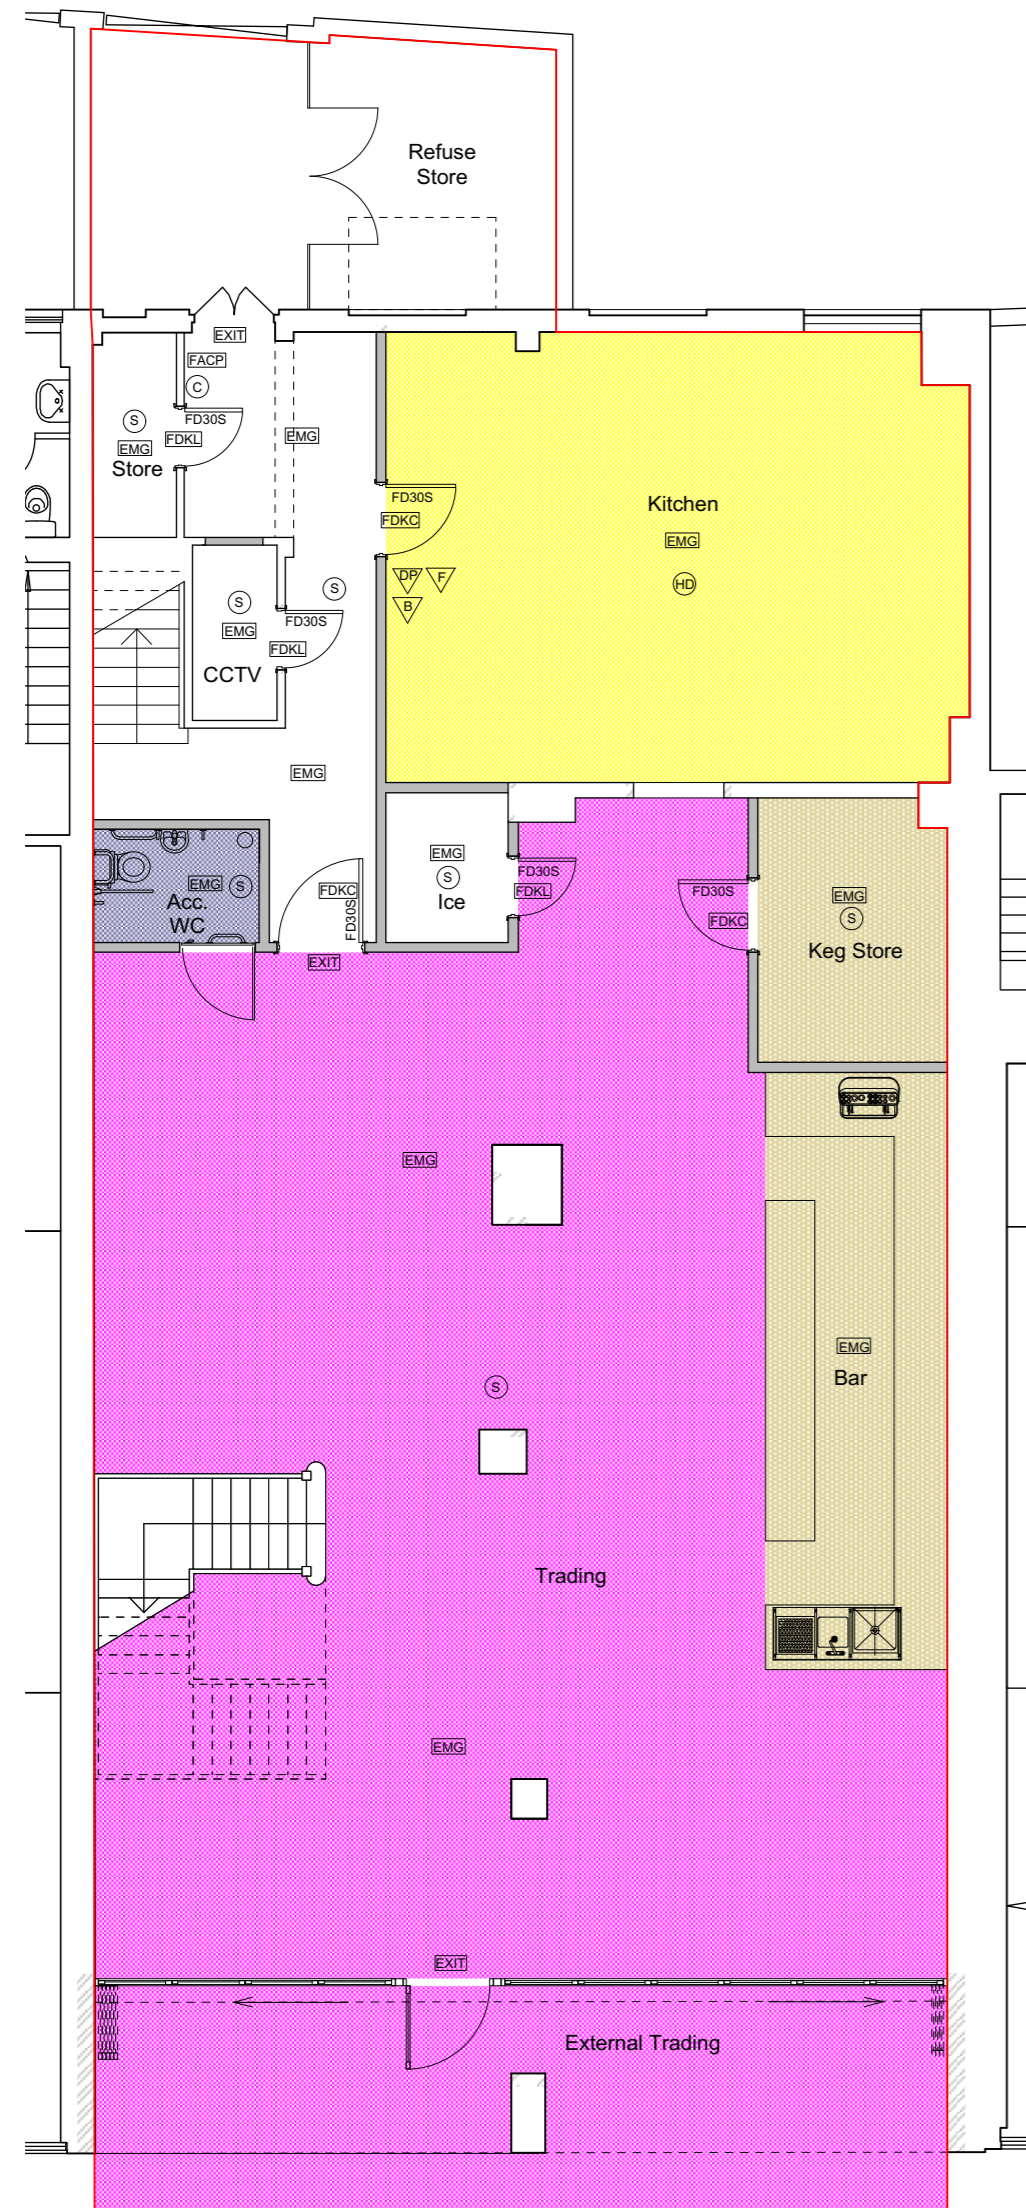 Refuse
Store
EXIT
FACP
C
FD30S
S
FDKL
EMG
Store
EMG
FD30S
FDKC
Kitchen
EMG
HD
DP
F
B
S
S
EMG
FD30S
FDKL
CCTV
EMG
EMG
S
Acc.
WC
FDKC
FD30S
EXIT
EMG
S
Ice
FD30S
FDKL
FD30S
FDKC
EMG
S
Keg Store
EMG
EMG
Bar
S
Trading
EMG
EXIT
External Trading